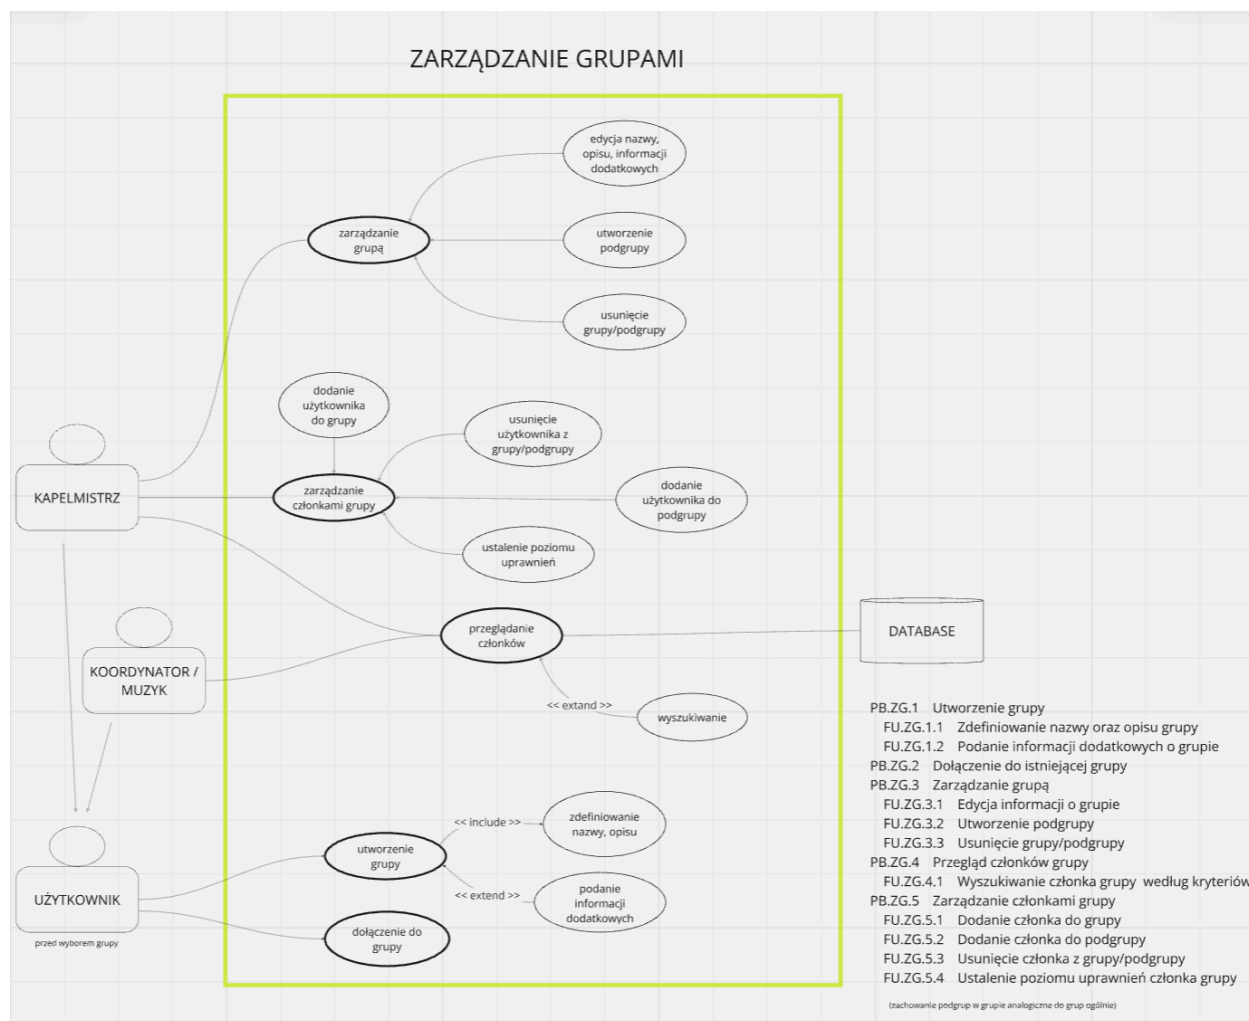 ZARZĄDZANIE GRUPAMI
edycja nazwy,
opisu, informacji
dodatkowych
zarządzanie
grupą
utworzenie
podgrupy
usunięcie
grupy/podgrupy
dodanie
użytkownika
do grupy
usunięcie
użytkownika z
grupy/podgrupy
KAPELMISTRZ
zarządzanie
członkami grupy
dodanie
użytkownika do
podgrupy
ustalenie poziomu
uprawnień
przeglądanie
członków
DATABASE
KOORDYNATOR /
MUZYK
<< extand >>
wyszukiwanie
utworzenie
grupy
<< include >>
zdefiniowanie
nazwy, opisu
<< extend >>
podanie
informacji
dodatkowych
UŻYTKOWNIK
przed wyborem grupy
dołączenie do
grupy
PB.ZG.1 Utworzenie grupy
FU.ZG.1.1 Zdefiniowanie nazwy oraz opisu grupy
FU.ZG.1.2 Podanie informacji dodatkowych o grupie
PB.ZG.2 Dołączenie do istniejącej grupy
PB.ZG.3 Zarządzanie grupą
FU.ZG.3.1 Edycja informacji o grupie
FU.ZG.3.2 Utworzenie podgrupy
FU.ZG.3.3 Usunięcie grupy/podgrupy
PB.ZG.4 Przegląd członków grupy
FU.ZG.4.1 Wyszukiwanie członka grupy według kryteriów
PB.ZG.5 Zarządzanie członkami grupy
FU.ZG.5.1 Dodanie członka do grupy
FU.ZG.5.2 Dodanie członka do podgrupy
FU.ZG.5.3 Usunięcie członka z grupy/podgrupy
FU.ZG.5.4 Ustalenie poziomu uprawnień członka grupy
(zachowanie podgrup w grupie analogiczne do grup ogólnie)